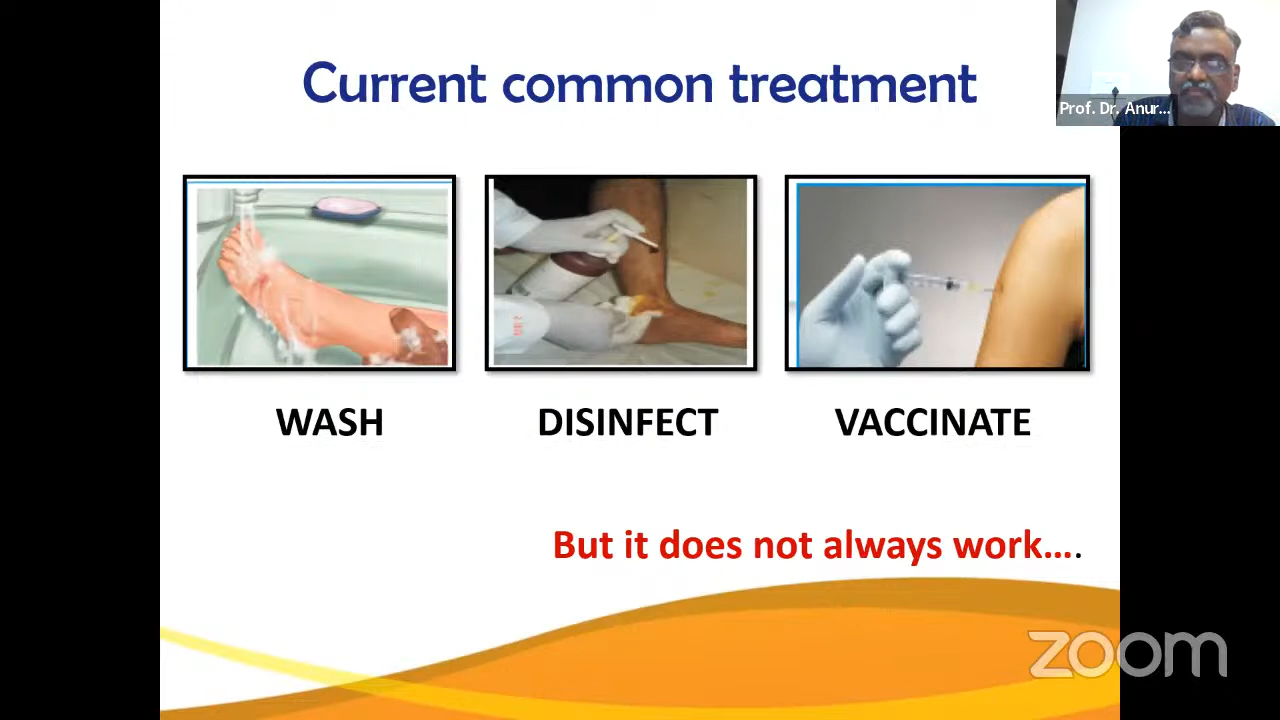 Current common treatment
Prof. Dr. Anur...
WASH
DISINFECT
VACCINATE
But it does not always work….
zoom